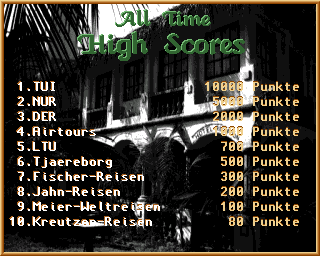 All Time
High Scores
1.TUI 10000 Punkte
2.NUR 5000 Punkte
3.DER 2000 Punkte
4.Airtours 1000 Punkte
5.LTU 700 Punkte
6.Tjaereborg 500 Punkte
7.Fischer-Reisen 300 Punkte
8.Jahn-Reisen 200 Punkte
9.Meier-Weltreisen 100 Punkte
10.Kreutzer=Reisen 80 Punkte